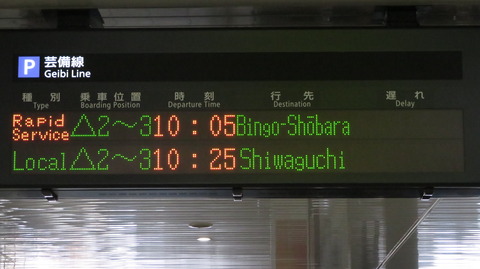 P 芸備線
Geibi Line
種別 乗車位置 時刻 行先 遅れ
Type Boarding Position Departure Time Destination Delay
Rapid Service △2～3 10:05 Bingo-Shōbara
Local △2～3 10:25 Shiwaguchi